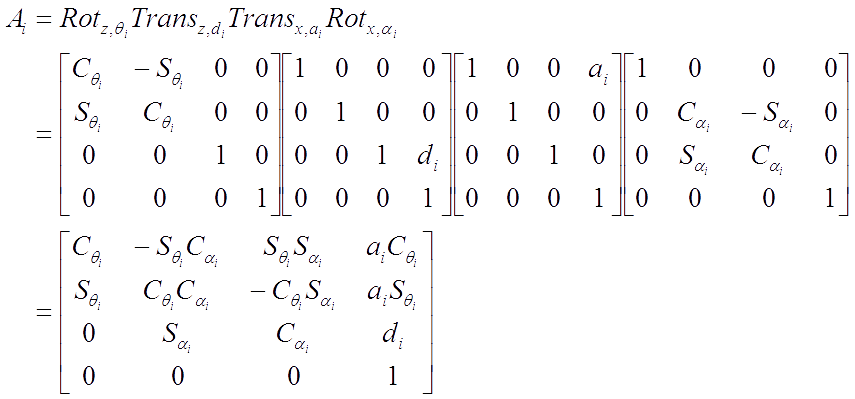 A_i = Rot_{z,θ_i} Trans_{z,d_i} Trans_{x,a_i} Rot_{x,α_i}
= [C_{θ_i} −S_{θ_i} 0 0] [1 0 0 0] [1 0 0 a_i] [1 0 0 0]
[S_{θ_i} C_{θ_i} 0 0] [0 1 0 0] [0 1 0 0] [0 C_{α_i} −S_{α_i} 0]
[0 0 1 0] [0 0 1 d_i] [0 0 1 0] [0 S_{α_i} C_{α_i} 0]
[0 0 0 1] [0 0 0 1] [0 0 0 1] [0 0 0 1]
= [C_{θ_i} −S_{θ_i}C_{α_i} S_{θ_i}S_{α_i} a_iC_{θ_i}]
[S_{θ_i} C_{θ_i}C_{α_i} −C_{θ_i}S_{α_i} a_iS_{θ_i}]
[0 S_{α_i} C_{α_i} d_i]
[0 0 0 1]